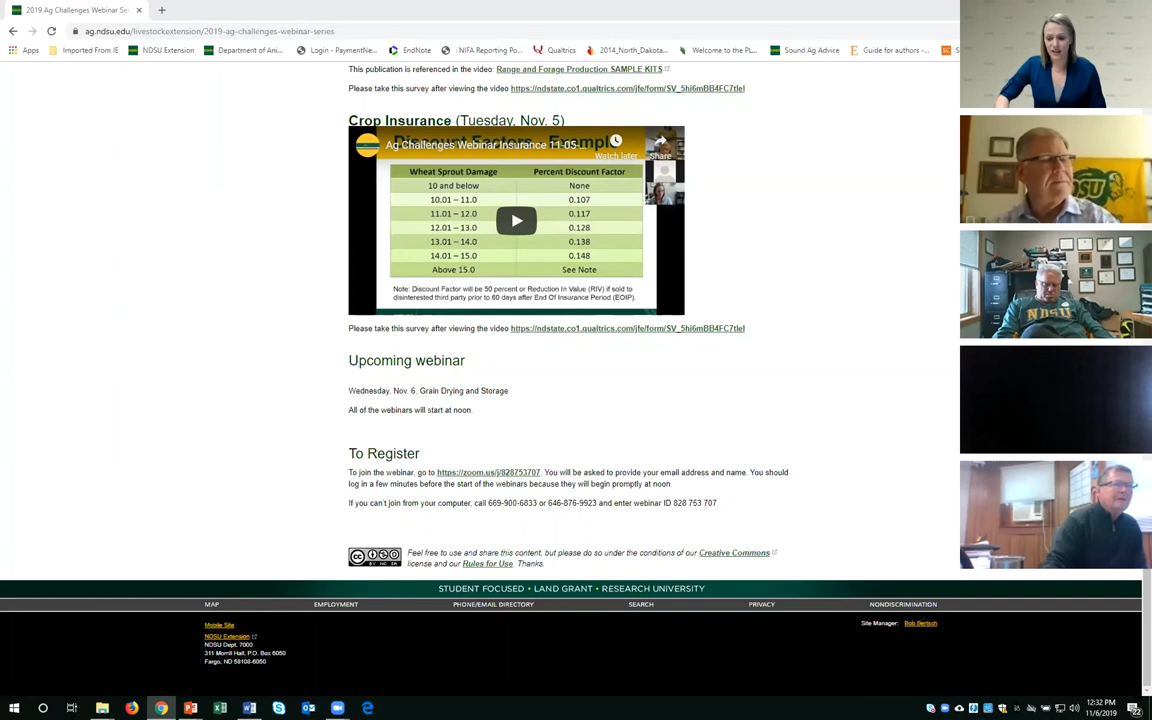 2019 Ag Challenges Webinar Se
ag.ndsu.edu/livestockextension/2019-ag-challenges-webinar-series
Apps
Imported From IE
NDSU Extension
Department of Ani...
Login - PaymentNe...
EndNote
NIFA Reporting Po...
Qualtrics
2014_North_Dakota...
Welcome to the PL...
Sound Ag Advice
Guide for authors -...
This publication is referenced in the video: Range and Forage Production SAMPLE KITS
Please take this survey after viewing the video https://ndstate.co1.qualtrics.com/jfe/form/SV_5hi6mBB4FC7tleI
Crop Insurance (Tuesday, Nov. 5)
Discount Factors - Example
Ag Challenges Webinar Insurance 11-05-...
Watch later
Share
Wheat Sprout Damage Percent Discount Factor
10 and below None
10.01 – 11.0 0.107
11.01 – 12.0 0.117
12.01 – 13.0 0.128
13.01 – 14.0 0.138
14.01 – 15.0 0.148
Above 15.0 See Note
Note: Discount Factor will be 50 percent or Reduction In Value (RIV) if sold to
disinterested third party prior to 60 days after End Of Insurance Period (EOIP).
Please take this survey after viewing the video https://ndstate.co1.qualtrics.com/jfe/form/SV_5hi6mBB4FC7tleI
Upcoming webinar
Wednesday, Nov. 6, Grain Drying and Storage
All of the webinars will start at noon.
To Register
To join the webinar, go to https://zoom.us/j/828753707. You will be asked to provide your email address and name. You should
log in a few minutes before the start of the webinars because they will begin promptly at noon.
If you can't join from your computer, call 669-900-6833 or 646-876-9923 and enter webinar ID 828 753 707.
Feel free to use and share this content, but please do so under the conditions of our Creative Commons
license and our Rules for Use. Thanks.
CC
BY NC SA
STUDENT FOCUSED • LAND GRANT • RESEARCH UNIVERSITY
MAP
EMPLOYMENT
PHONE/EMAIL DIRECTORY
SEARCH
PRIVACY
NONDISCRIMINATION
Mobile Site
NDSU Extension
NDSU Dept. 7000
311 Morrill Hall, P.O. Box 6050
Fargo, ND 58108-6050
Site Manager: Bob Bertsch
NDSU
NDSU
12:32 PM
11/6/2019
22